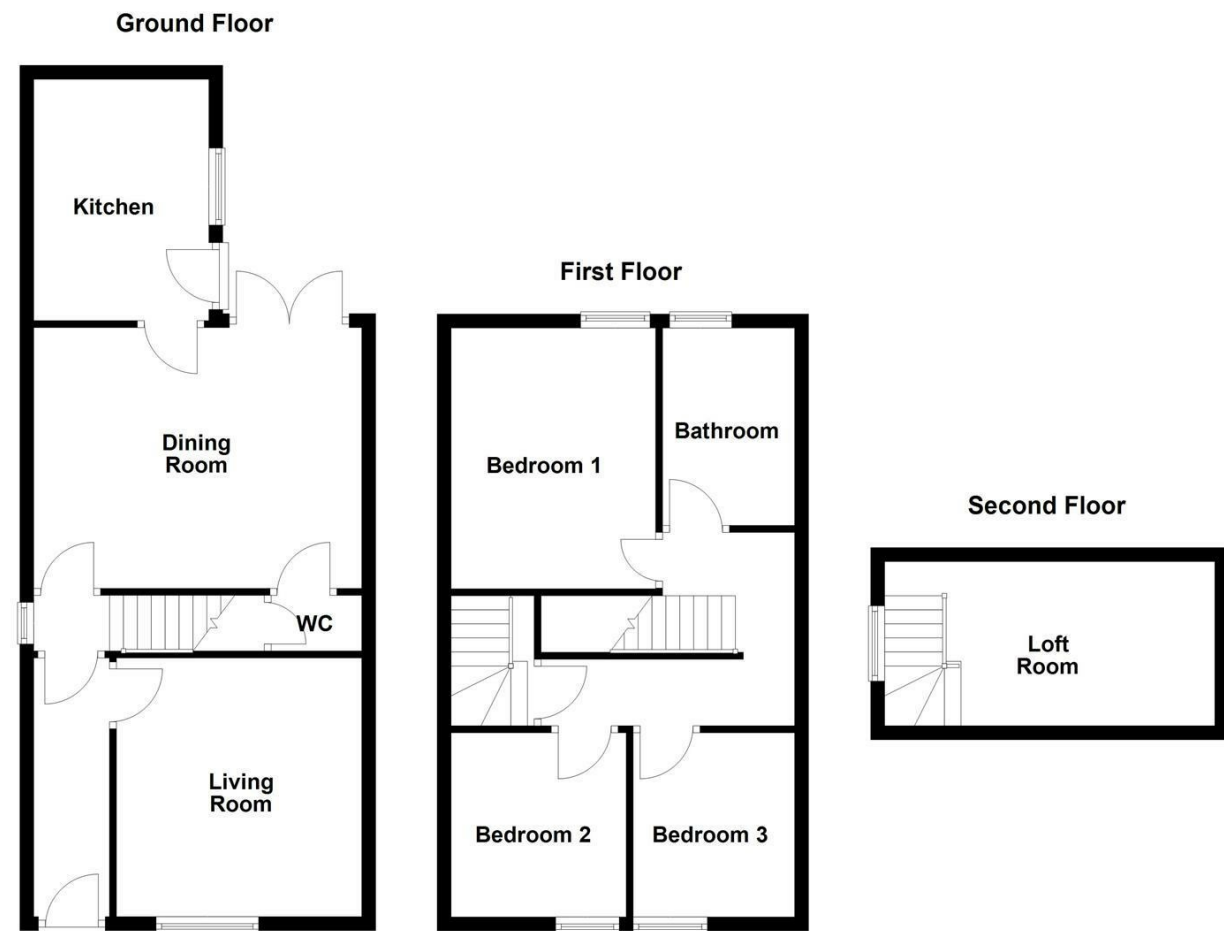 Ground Floor
Kitchen
Dining
Room
WC
Living
Room
First Floor
Bedroom 1
Bathroom
Bedroom 2
Bedroom 3
Second Floor
Loft
Room